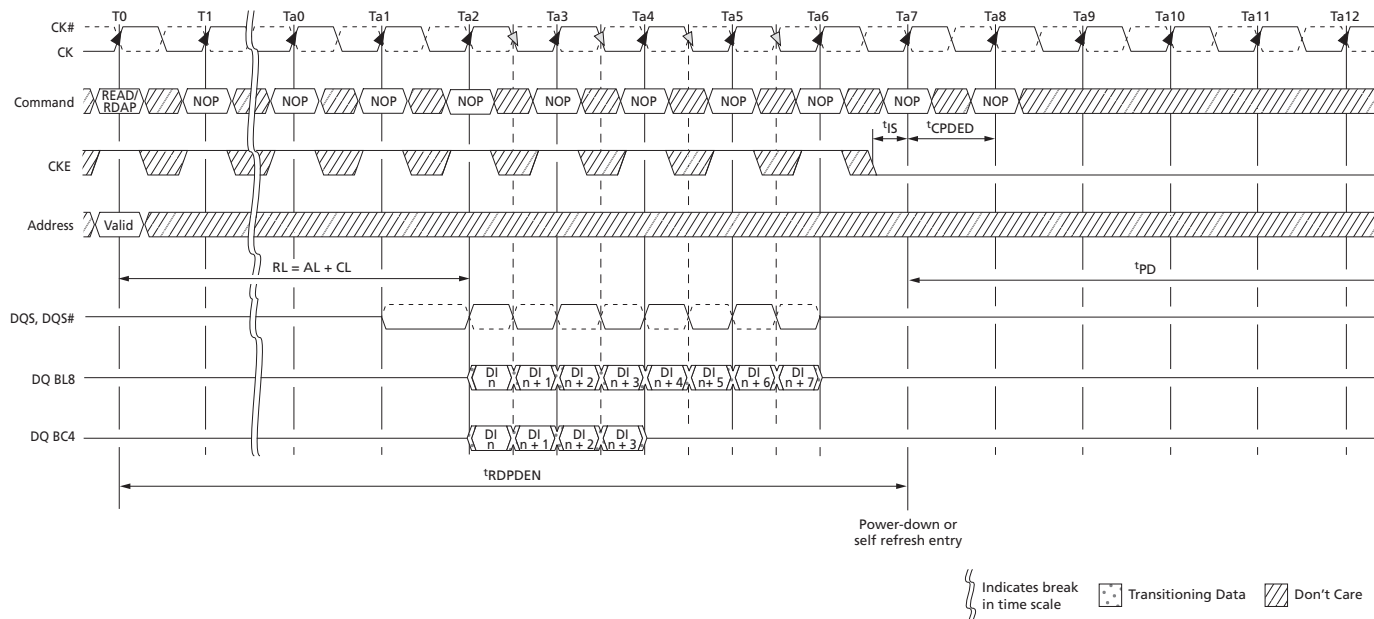 T0 T1 Ta0 Ta1 Ta2 Ta3 Ta4 Ta5 Ta6 Ta7 Ta8 Ta9 Ta10 Ta11 Ta12
CK#
CK
Command READ/ RDAP NOP NOP NOP NOP NOP NOP NOP NOP NOP NOP
tIS tCPDED
CKE
Address Valid
RL = AL + CL tPD
DQS, DQS#
DQ BL8 DI n DI n + 1 DI n + 2 DI n + 3 DI n + 4 DI n+ 5 DI n + 6 DI n + 7
DQ BC4 DI n DI n + 1 DI n + 2 DI n + 3
tRDPDEN
Power-down or
self refresh entry
Indicates break
in time scale
Transitioning Data
Don't Care